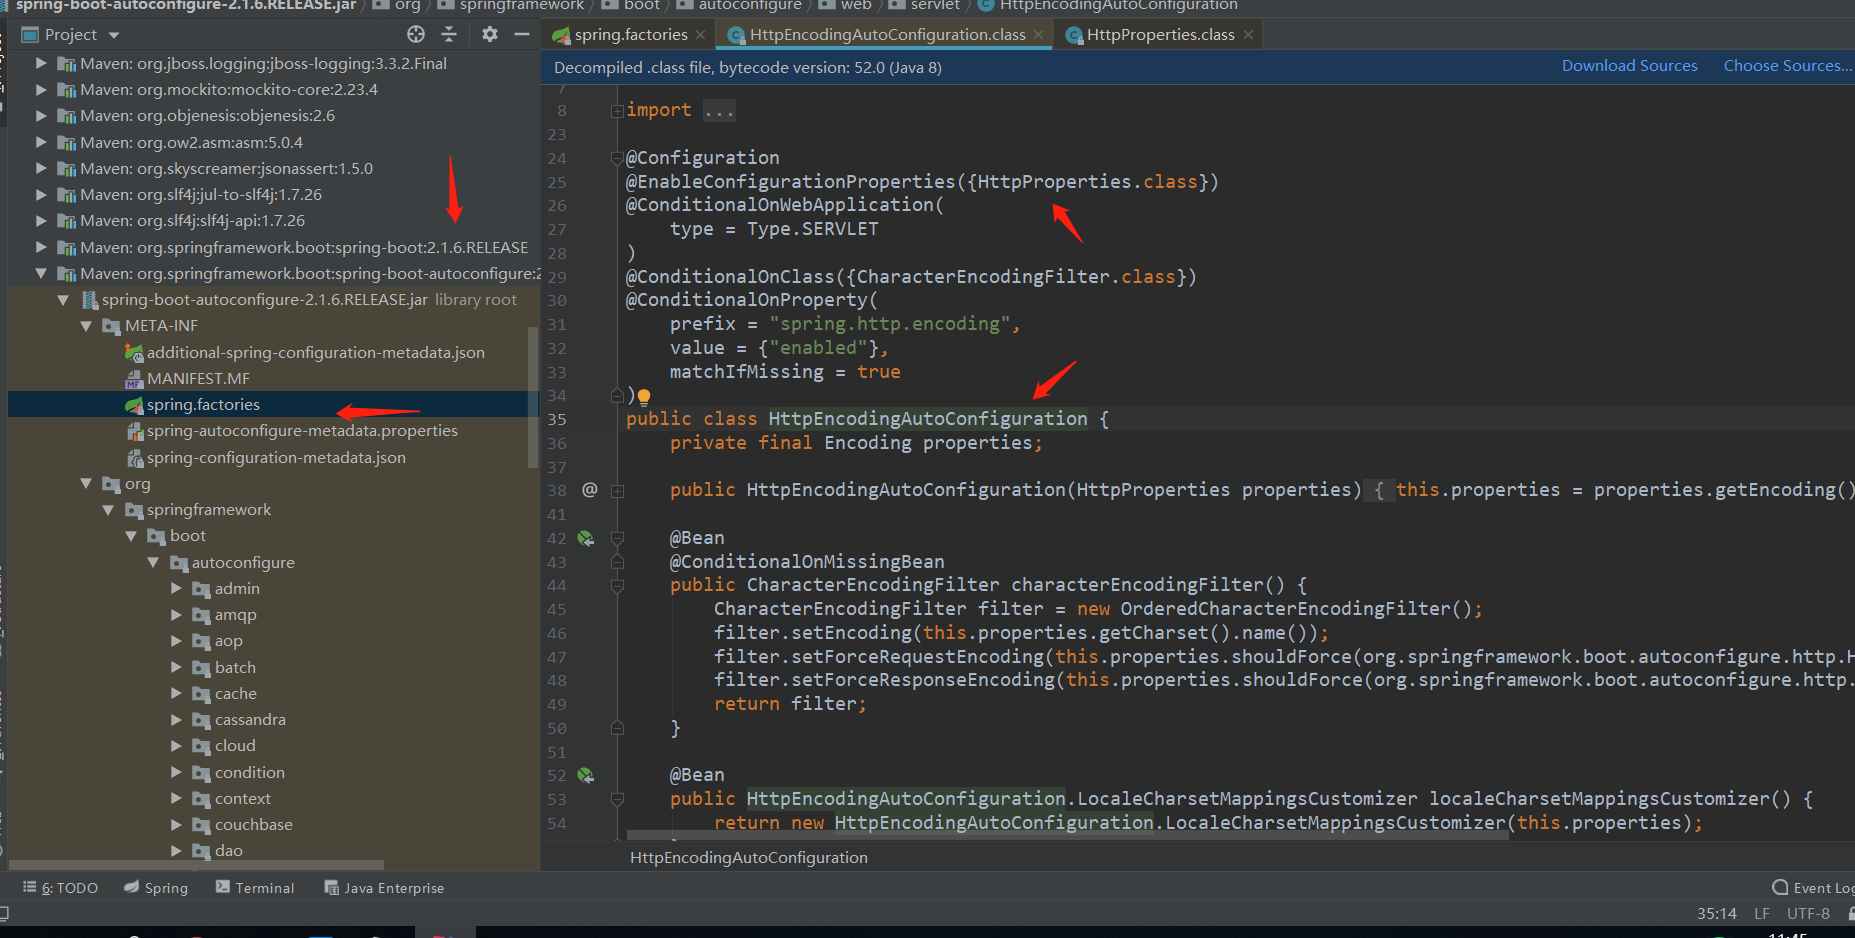 spring-boot-autoconfigure-2.1.6.RELEASE.jar org springframework boot autoconfigure web servlet HttpEncodingAutoConfiguration
Project
Maven: org.jboss.logging:jboss-logging:3.3.2.Final
Maven: org.mockito:mockito-core:2.23.4
Maven: org.objenesis:objenesis:2.6
Maven: org.ow2.asm:asm:5.0.4
Maven: org.skyscreamer:jsonassert:1.5.0
Maven: org.slf4j:jul-to-slf4j:1.7.26
Maven: org.slf4j:slf4j-api:1.7.26
Maven: org.springframework.boot:spring-boot:2.1.6.RELEASE
Maven: org.springframework.boot:spring-boot-autoconfigure:2
spring-boot-autoconfigure-2.1.6.RELEASE.jar library root
META-INF
additional-spring-configuration-metadata.json
MANIFEST.MF
spring.factories
spring-autoconfigure-metadata.properties
spring-configuration-metadata.json
org
springframework
boot
autoconfigure
admin
amqp
aop
batch
cache
cassandra
cloud
condition
context
couchbase
dao
spring.factories HttpEncodingAutoConfiguration.class HttpProperties.class
Decompiled .class file, bytecode version: 52.0 (Java 8) Download Sources Choose Sources...
7
8 import ...
23
24 @Configuration
25 @EnableConfigurationProperties({HttpProperties.class})
26 @ConditionalOnWebApplication(
27 type = Type.SERVLET
28 )
29 @ConditionalOnClass({CharacterEncodingFilter.class})
30 @ConditionalOnProperty(
31 prefix = "spring.http.encoding",
32 value = {"enabled"},
33 matchIfMissing = true
34 )
35 public class HttpEncodingAutoConfiguration {
36 private final Encoding properties;
37
38 @ public HttpEncodingAutoConfiguration(HttpProperties properties) { this.properties = properties.getEncoding()
41
42 @Bean
43 @ConditionalOnMissingBean
44 public CharacterEncodingFilter characterEncodingFilter() {
45 CharacterEncodingFilter filter = new OrderedCharacterEncodingFilter();
46 filter.setEncoding(this.properties.getCharset().name());
47 filter.setForceRequestEncoding(this.properties.shouldForce(org.springframework.boot.autoconfigure.http.H
48 filter.setForceResponseEncoding(this.properties.shouldForce(org.springframework.boot.autoconfigure.http.
49 return filter;
50 }
51
52 @Bean
53 public HttpEncodingAutoConfiguration.LocaleCharsetMappingsCustomizer localeCharsetMappingsCustomizer() {
54 return new HttpEncodingAutoConfiguration.LocaleCharsetMappingsCustomizer(this.properties);
HttpEncodingAutoConfiguration
6: TODO Spring Terminal Java Enterprise Event Log
35:14 LF UTF-8